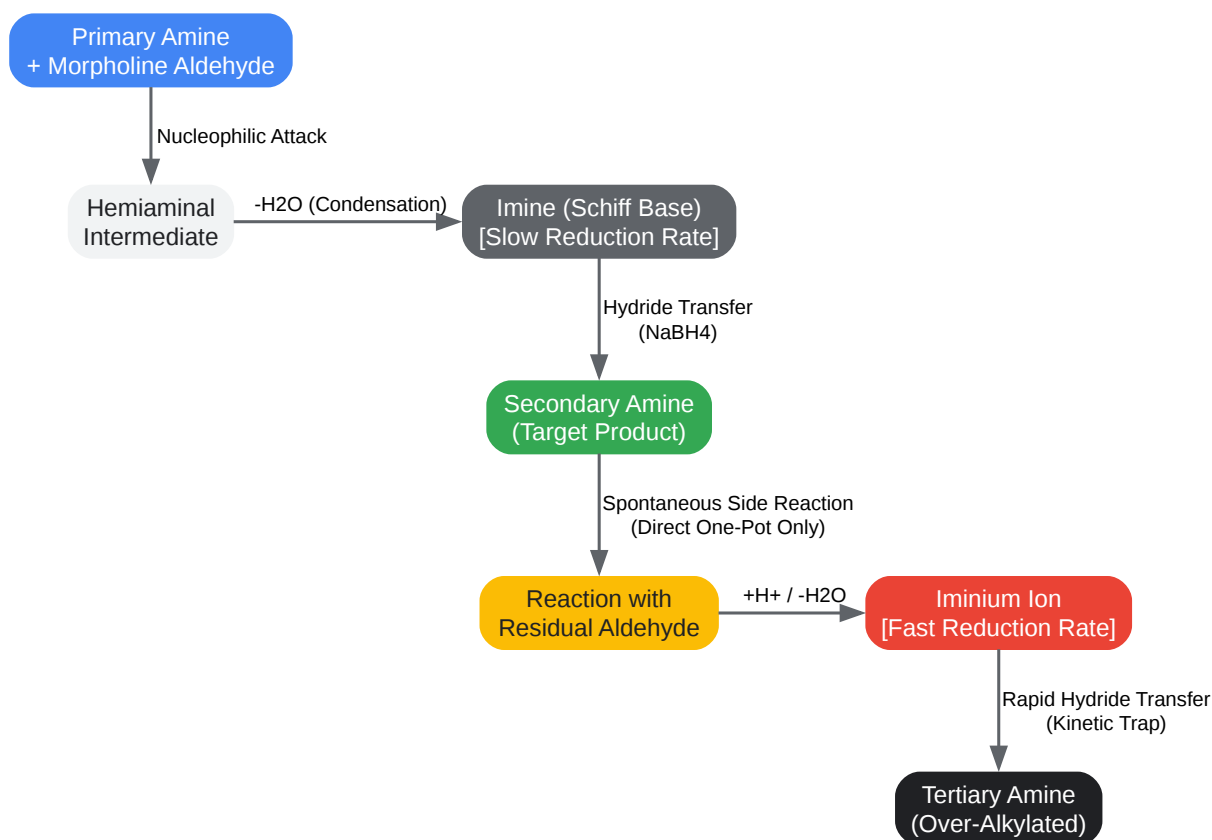 Primary Amine
+ Morpholine Aldehyde
Nucleophilic Attack
Hemiaminal
Intermediate
-H2O (Condensation)
Imine (Schiff Base)
[Slow Reduction Rate]
Hydride Transfer
(NaBH4)
Secondary Amine
(Target Product)
Spontaneous Side Reaction
(Direct One-Pot Only)
Reaction with
Residual Aldehyde
+H+ / -H2O
Iminium Ion
[Fast Reduction Rate]
Rapid Hydride Transfer
(Kinetic Trap)
Tertiary Amine
(Over-Alkylated)